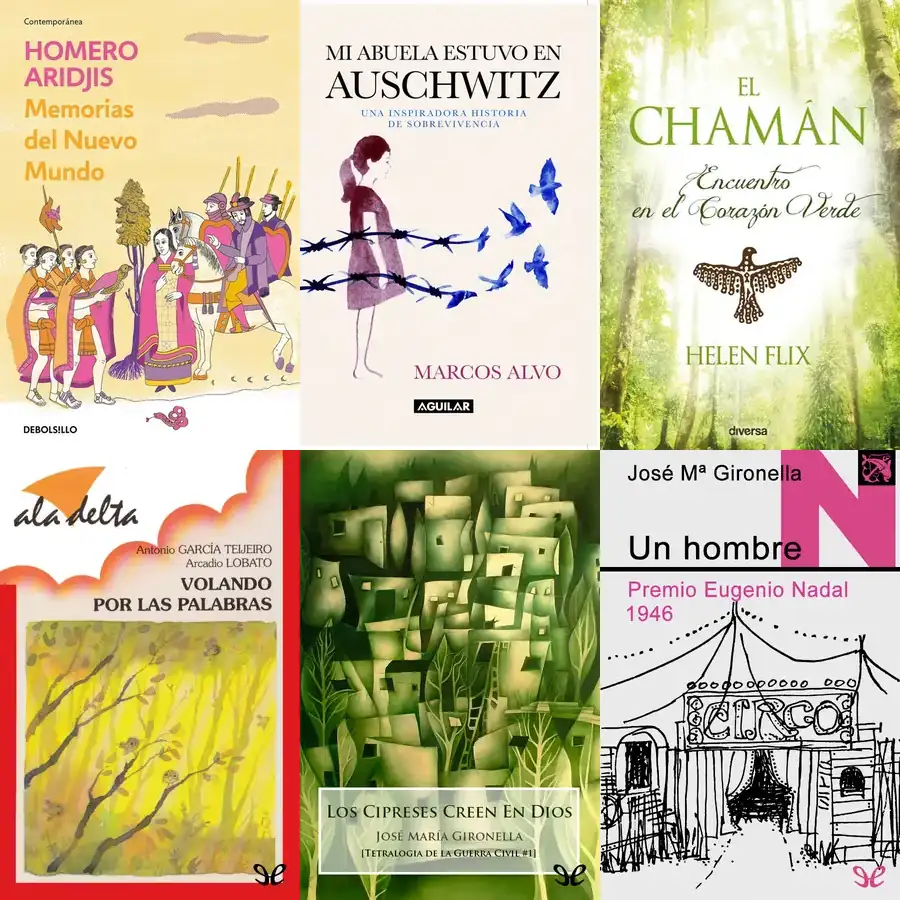 Contemporánea
HOMERO
ARIDJIS
Memorias
del Nuevo
Mundo
DEBOLS!LLO
MI ABUELA ESTUVO EN
AUSCHWITZ
UNA INSPIRADORA HISTORIA
DE SOBREVIVENCIA
MARCOS ALVO
AGUILAR
EL
CHAMÁN
Encuentro
en el Corazón Verde
HELEN FLIX
diversa
ala delta
Antonio GARCÍA TEIJEIRO
Arcadio LOBATO
VOLANDO
POR LAS PALABRAS
LOS CIPRESES CREEN EN DIOS
JOSÉ MARÍA GIRONELLA
[TETRALOGIA DE LA GUERRA CIVIL #1]
José Mª Gironella
N
Un hombre
Premio Eugenio Nadal
1946
CIRCO